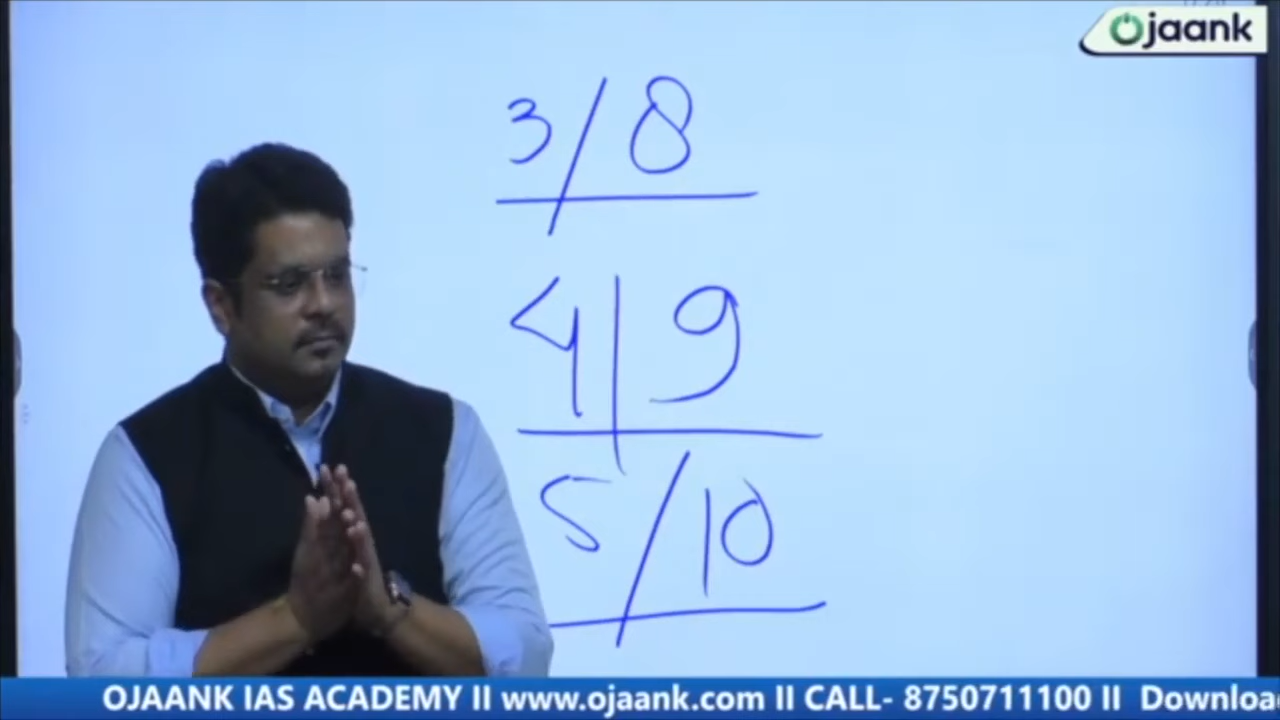 Ojaank
3/8
4|9
5/10
OJAANK IAS ACADEMY II www.ojaank.com II CALL- 8750711100 II Downloa